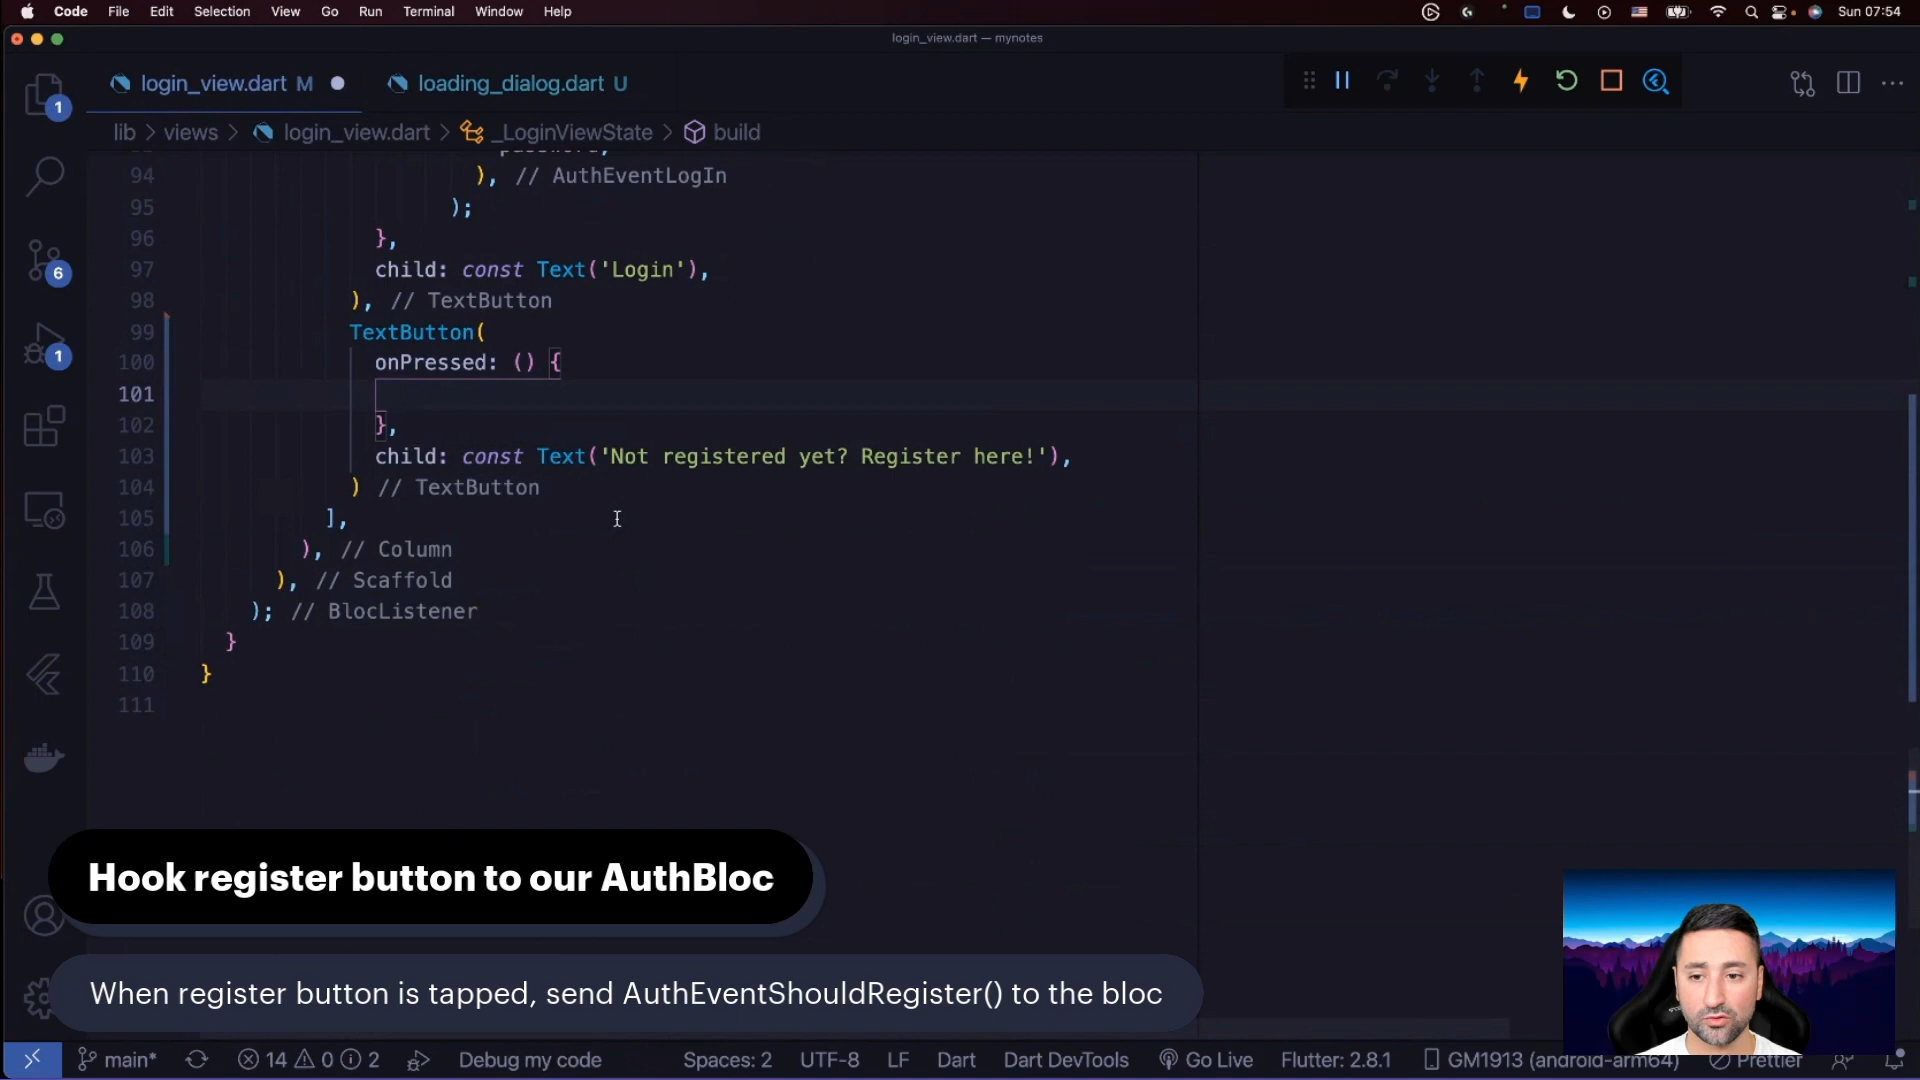 Code File Edit Selection View Go Run Terminal Window Help
Sun 07:54
login_view.dart — mynotes
login_view.dart M
loading_dialog.dart U
lib > views > login_view.dart > _LoginViewState > build
94 ), // AuthEventLogIn
95 );
96 },
97 child: const Text('Login'),
98 ), // TextButton
99 TextButton(
100 onPressed: () {
101
102 },
103 child: const Text('Not registered yet? Register here!'),
104 ) // TextButton
105 ],
106 ), // Column
107 ), // Scaffold
108 ); // BlocListener
109 }
110 }
111
1
6
1
Hook register button to our AuthBloc
When register button is tapped, send AuthEventShouldRegister() to the bloc
main* 14 0 2 Debug my code Spaces: 2 UTF-8 LF Dart Dart DevTools Go Live Flutter: 2.8.1 GM1913 (android-arm64) Prettier